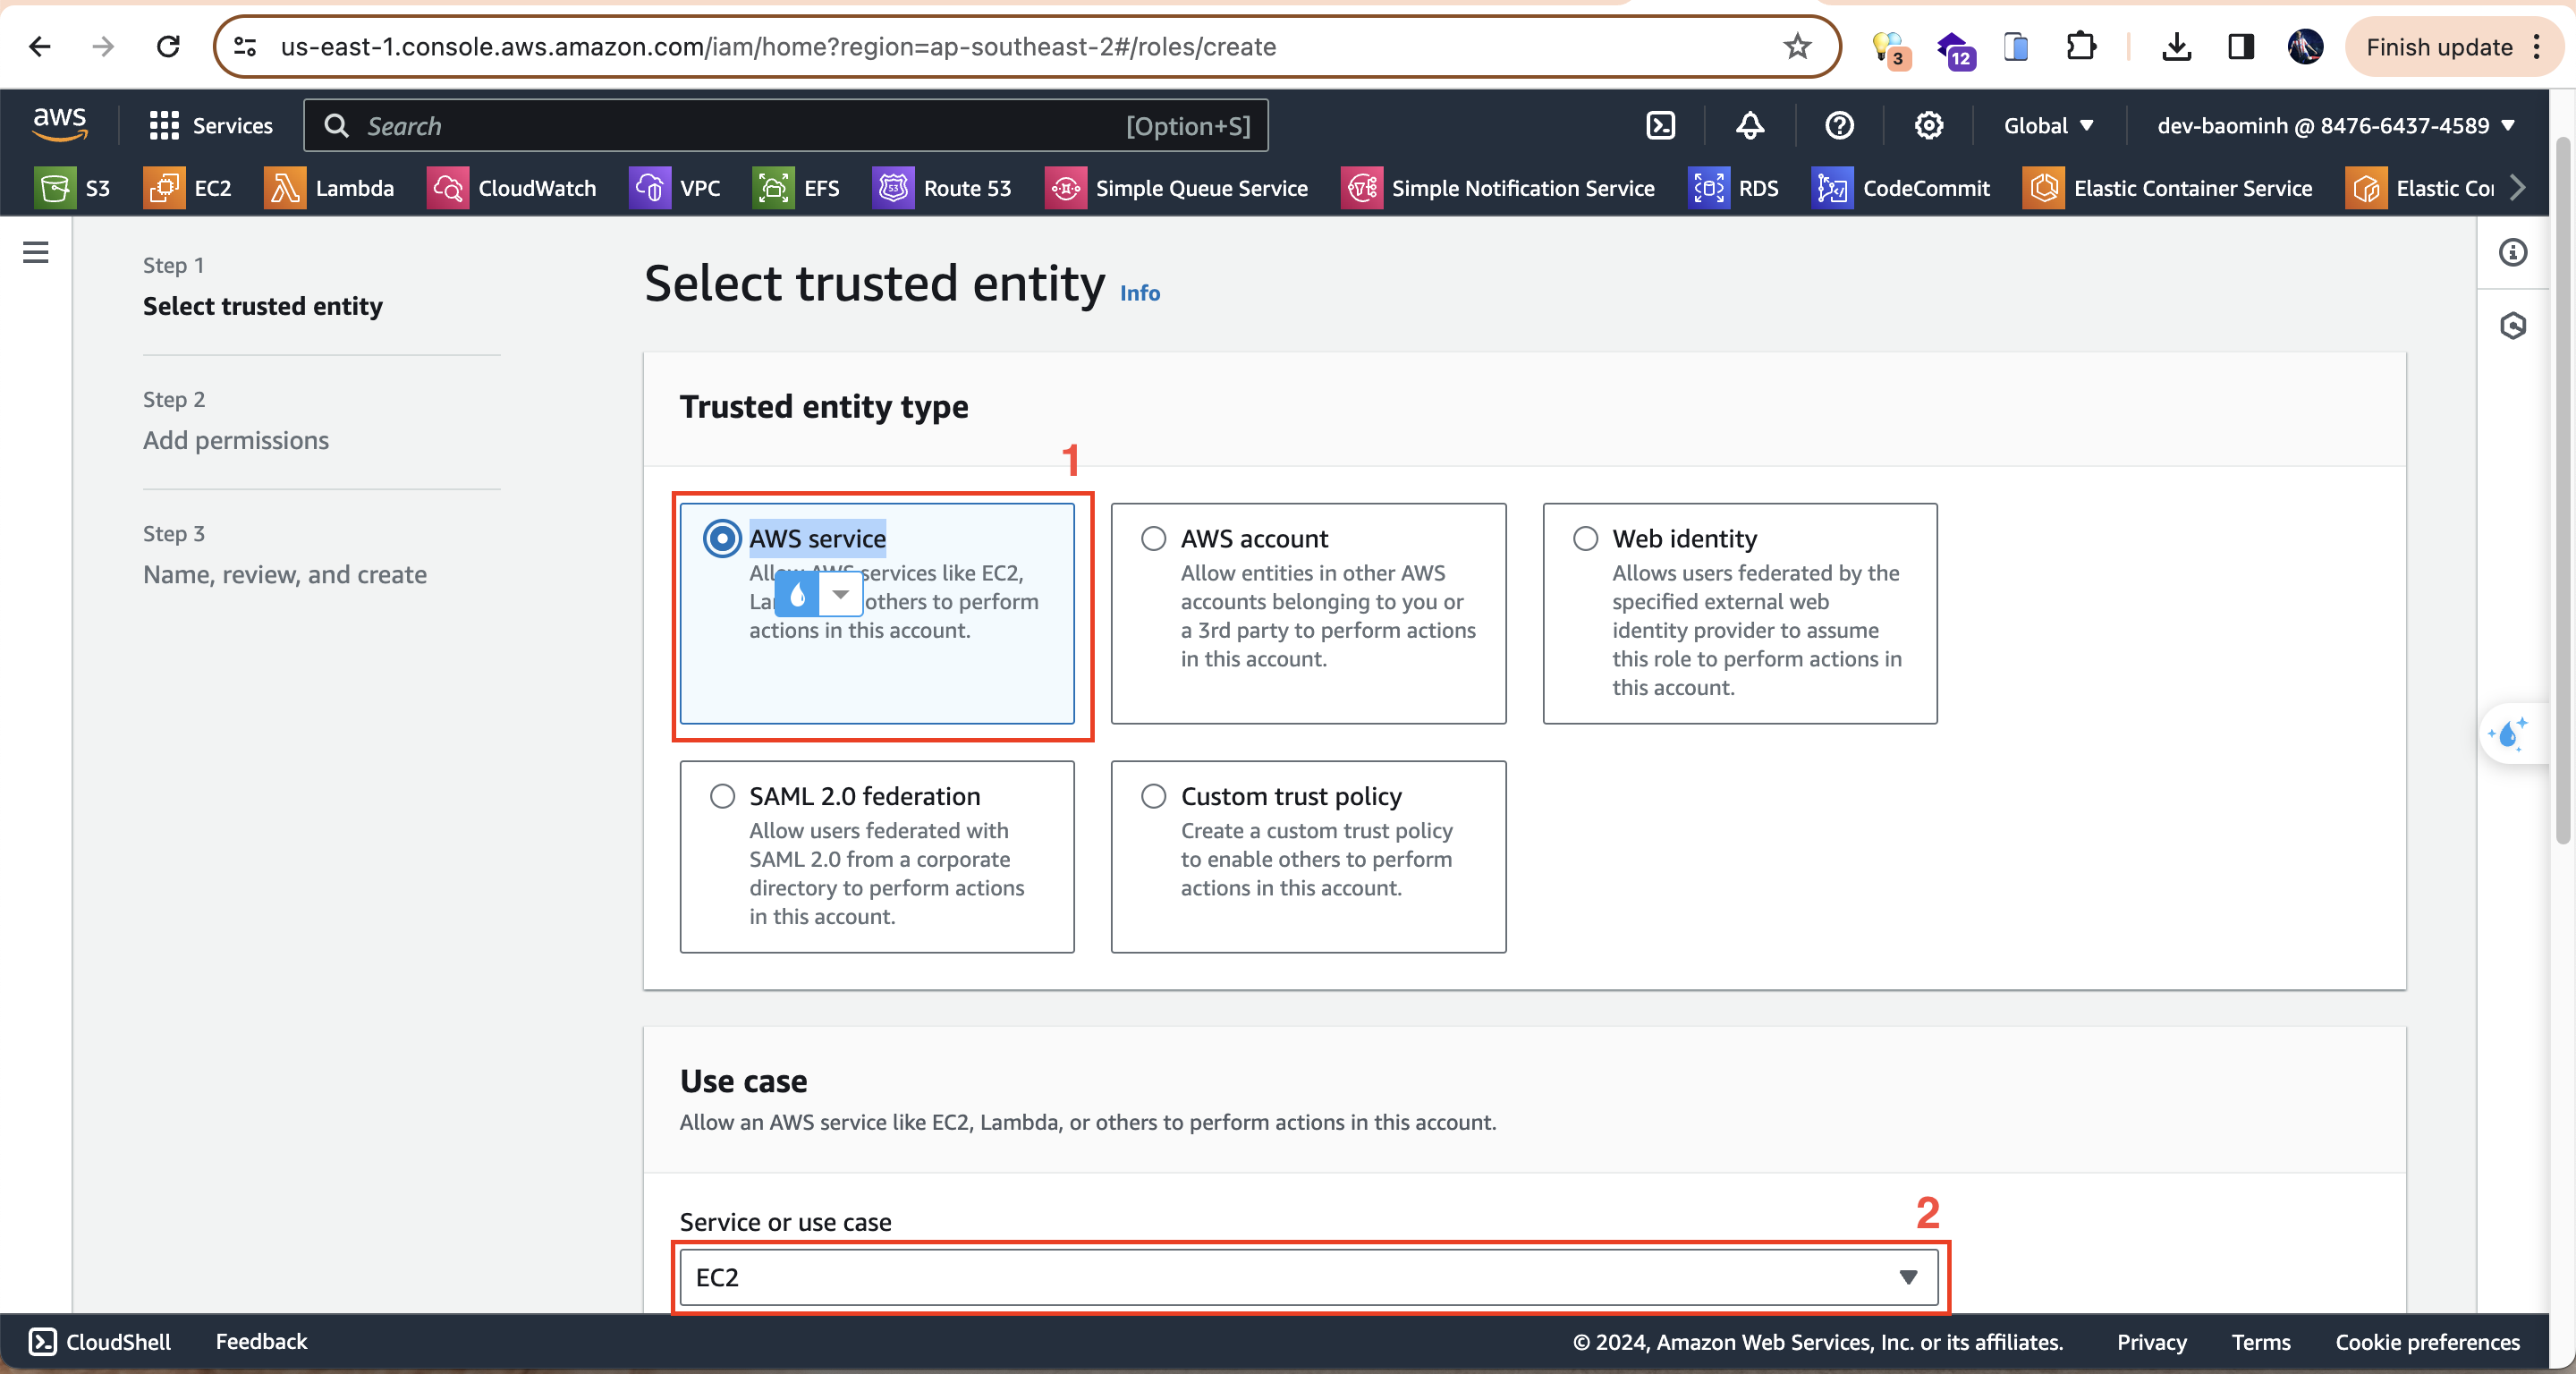 us-east-1.console.aws.amazon.com/iam/home?region=ap-southeast-2#/roles/create
3
12
Finish update
aws
Services
Search
[Option+S]
Global
dev-baominh @ 8476-6437-4589
S3
EC2
Lambda
CloudWatch
VPC
EFS
53
Route 53
Simple Queue Service
Simple Notification Service
RDS
CodeCommit
Elastic Container Service
Elastic
Step 1
Select trusted entity
Step 2
Add permissions
Step 3
Name, review, and create
Select trusted entity Info
Trusted entity type
1
AWS service
services like EC2,
others to perform
actions in this account.
AWS account
Allow entities in other AWS
accounts belonging to you or
a 3rd party to perform actions
in this account.
Web identity
Allows users federated by the
specified external web
identity provider to assume
this role to perform actions in
this account.
SAML 2.0 federation
Allow users federated with
SAML 2.0 from a corporate
directory to perform actions
in this account.
Custom trust policy
Create a custom trust policy
to enable others to perform
actions in this account.
Use case
Allow an AWS service like EC2, Lambda, or others to perform actions in this account.
Service or use case
2
EC2
CloudShell
Feedback
© 2024, Amazon Web Services, Inc. or its affiliates.
Privacy
Terms
Cookie preferences